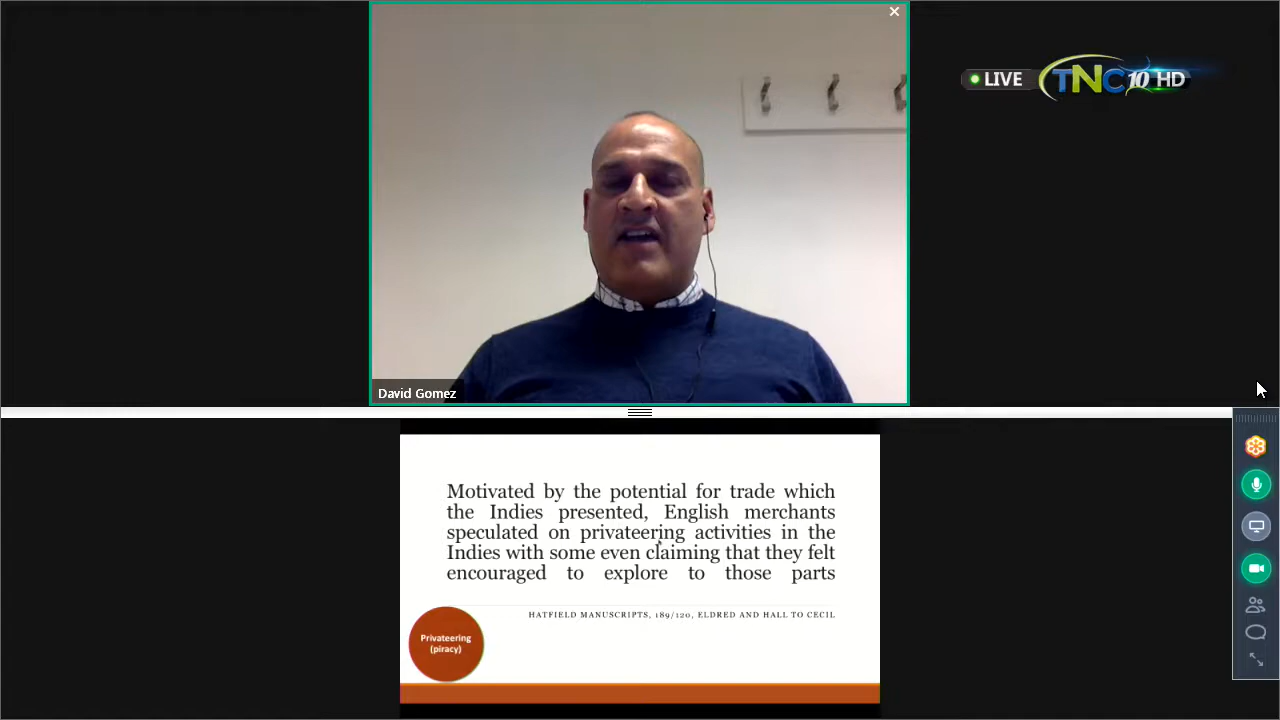 LIVE TNC 10 HD
David Gomez
Motivated by the potential for trade which
the Indies presented, English merchants
speculated on privateering activities in the
Indies with some even claiming that they felt
encouraged to explore to those parts
HATFIELD MANUSCRIPTS, 189/120, ELDRED AND HALL TO CECIL
Privateering
(piracy)